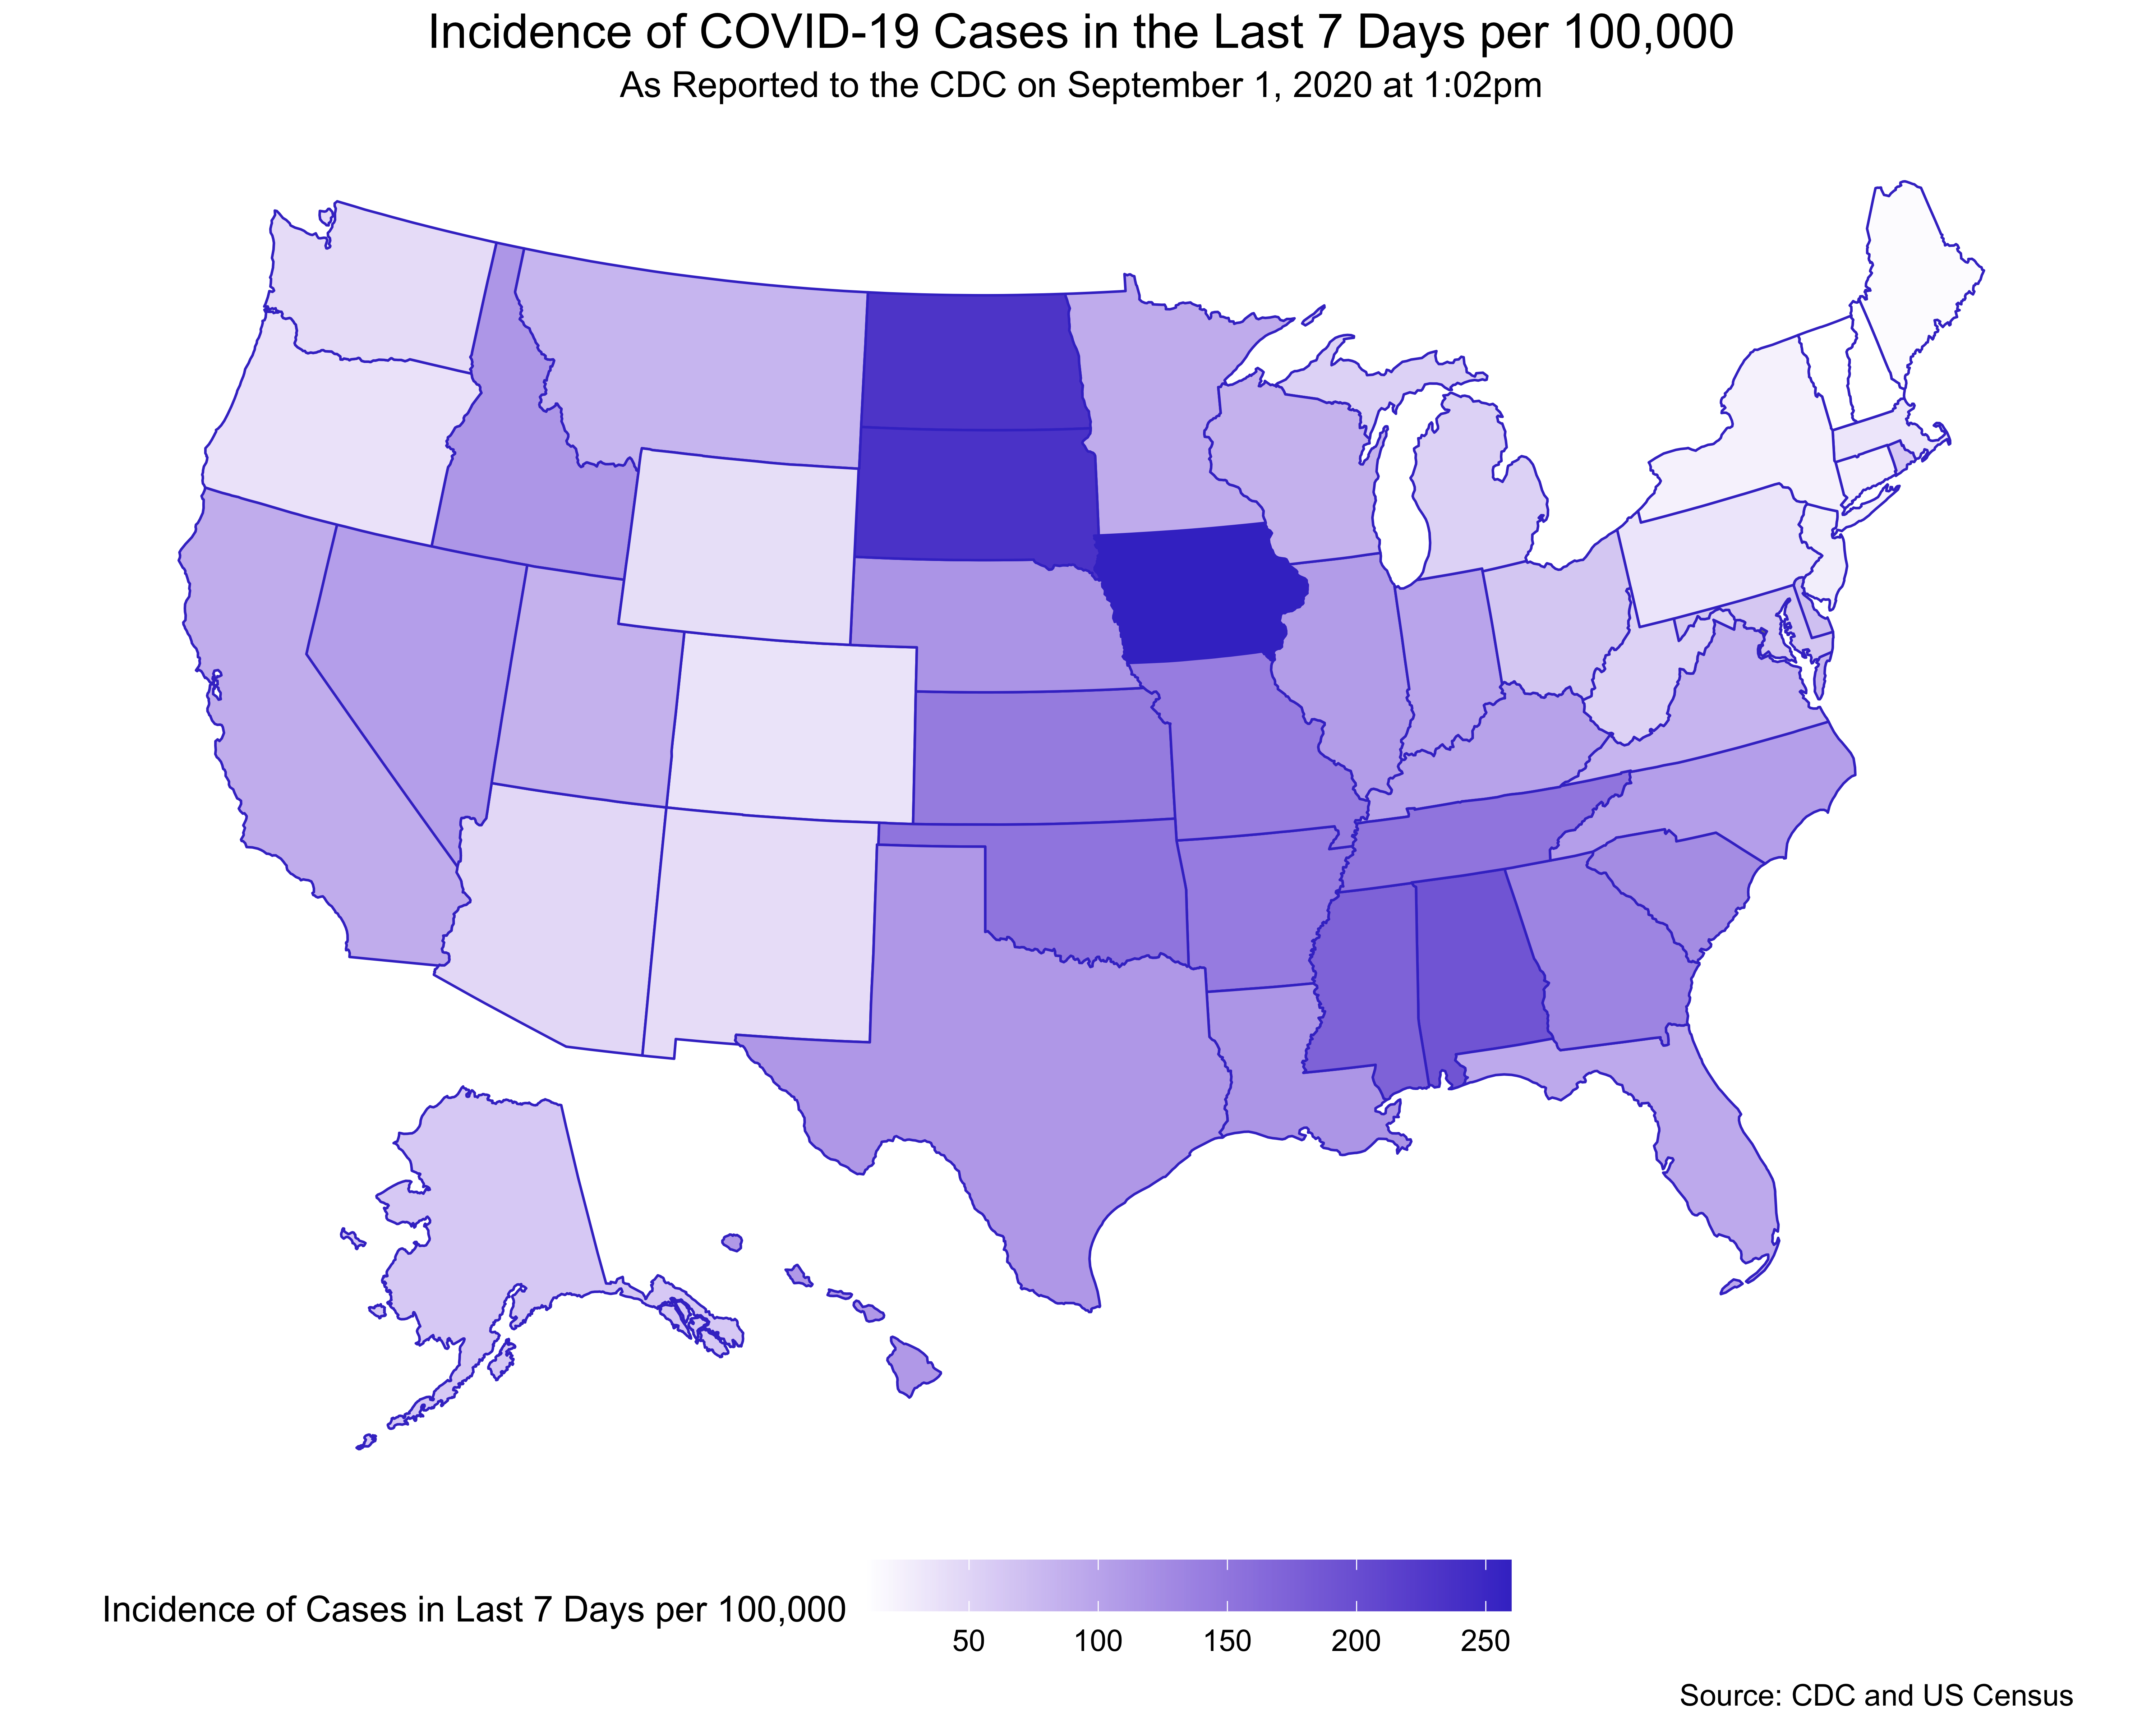 Incidence of COVID-19 Cases in the Last 7 Days per 100,000
As Reported to the CDC on September 1, 2020 at 1:02pm
Incidence of Cases in Last 7 Days per 100,000
50 100 150 200 250
Source: CDC and US Census